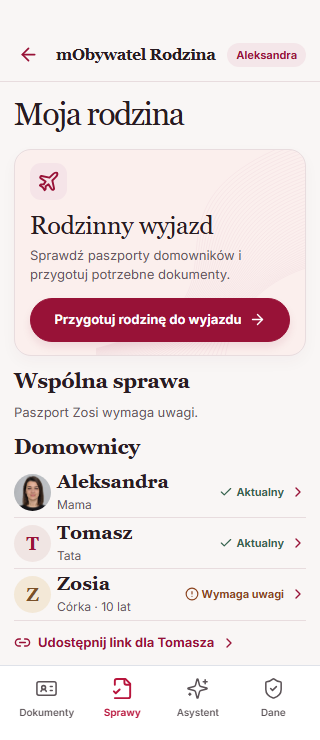 mObywatel Rodzina
Aleksandra
Moja rodzina
Rodzinny wyjazd
Sprawdź paszporty domowników i
przygotuj potrzebne dokumenty.
Przygotuj rodzinę do wyjazdu
Wspólna sprawa
Paszport Zosi wymaga uwagi.
Domownicy
Aleksandra
Mama
Aktualny
T
Tomasz
Tata
Aktualny
Z
Zosia
Córka · 10 lat
Wymaga uwagi
Udostępnij link dla Tomasza
Dokumenty
Sprawy
Asystent
Dane